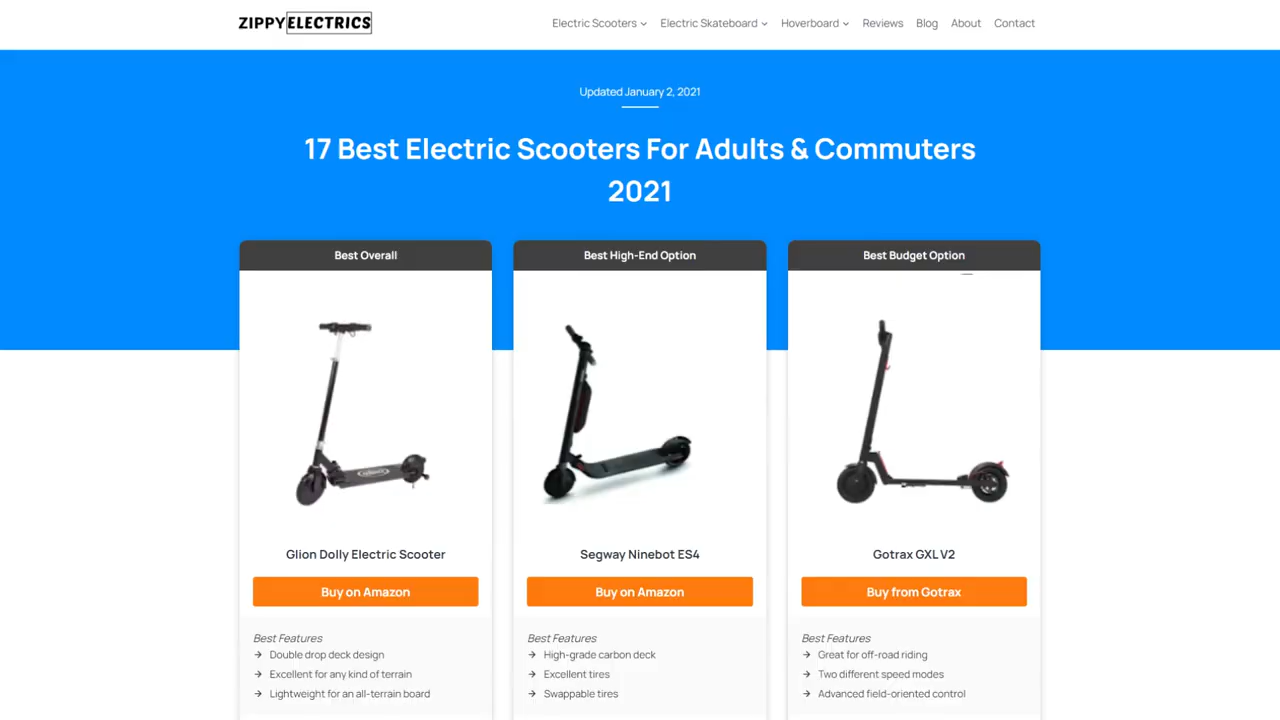 ZIPPYELECTRICS
Electric Scooters
Electric Skateboard
Hoverboard
Reviews
Blog
About
Contact
Updated January 2, 2021
17 Best Electric Scooters For Adults & Commuters
2021
Best Overall
Glion Dolly Electric Scooter
Buy on Amazon
Best Features
Double drop deck design
Excellent for any kind of terrain
Lightweight for an all-terrain board
Best High-End Option
Segway Ninebot ES4
Buy on Amazon
Best Features
High-grade carbon deck
Excellent tires
Swappable tires
Best Budget Option
Gotrax GXL V2
Buy from Gotrax
Best Features
Great for off-road riding
Two different speed modes
Advanced field-oriented control